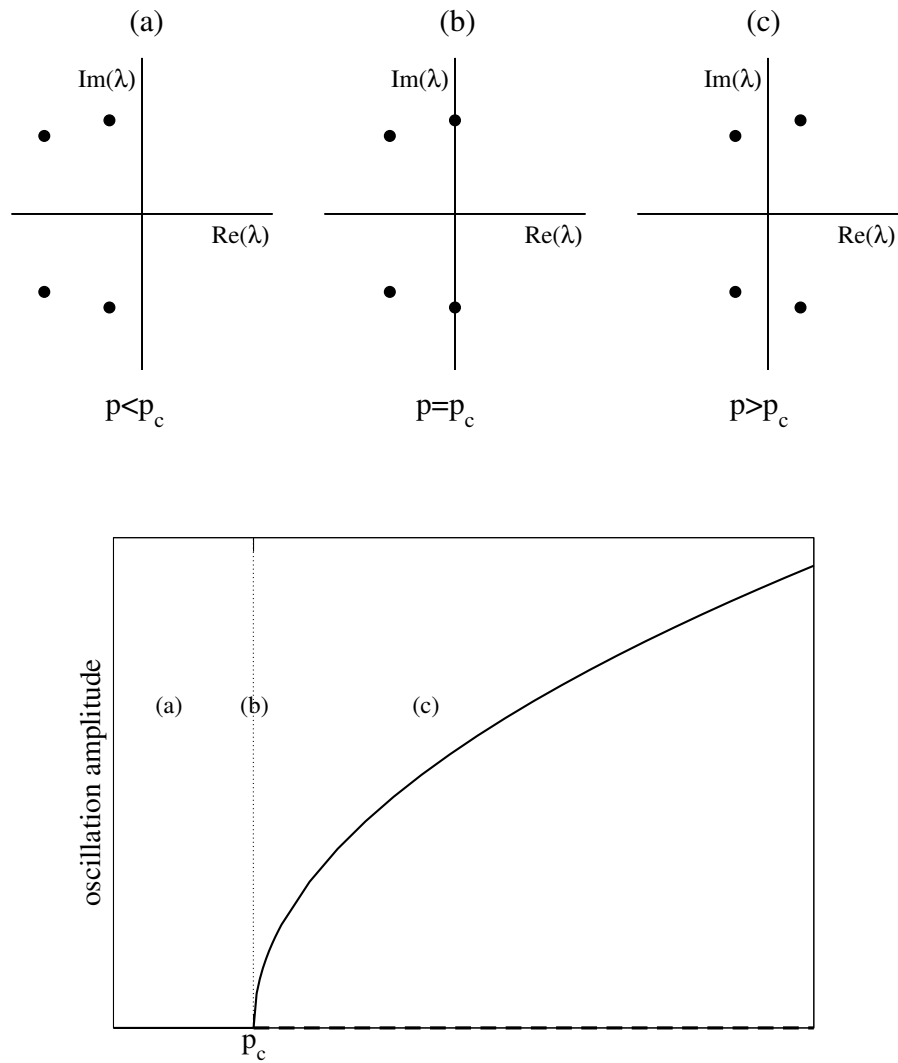 (a) (b) (c)
Im(λ) Im(λ) Im(λ)
Re(λ) Re(λ) Re(λ)
p<p_c p=p_c p>p_c
oscillation amplitude
(a) (b) (c)
p_c